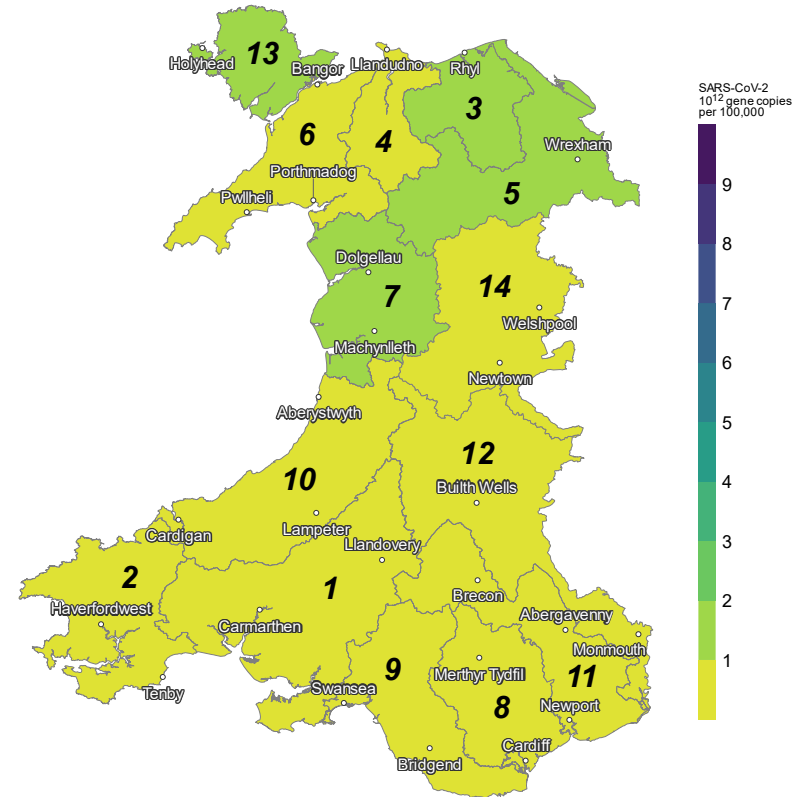 13
Holyhead
Bangor
Llandudno
Rhyl
SARS-CoV-2
10¹² gene copies
per 100,000
3
6
4
Wrexham
Porthmadog
9
Pwllheli
5
8
Dolgellau
14
7
7
Welshpool
Machynlleth
6
Newtown
Aberystwyth
5
12
10
Builth Wells
4
Lampeter
Cardigan
Llandovery
3
2
1
Brecon
Haverfordwest
2
Abergavenny
Carmarthen
Monmouth
9
Merthyr Tydfil
11
1
Tenby
Swansea
8
Newport
Cardiff
Bridgend